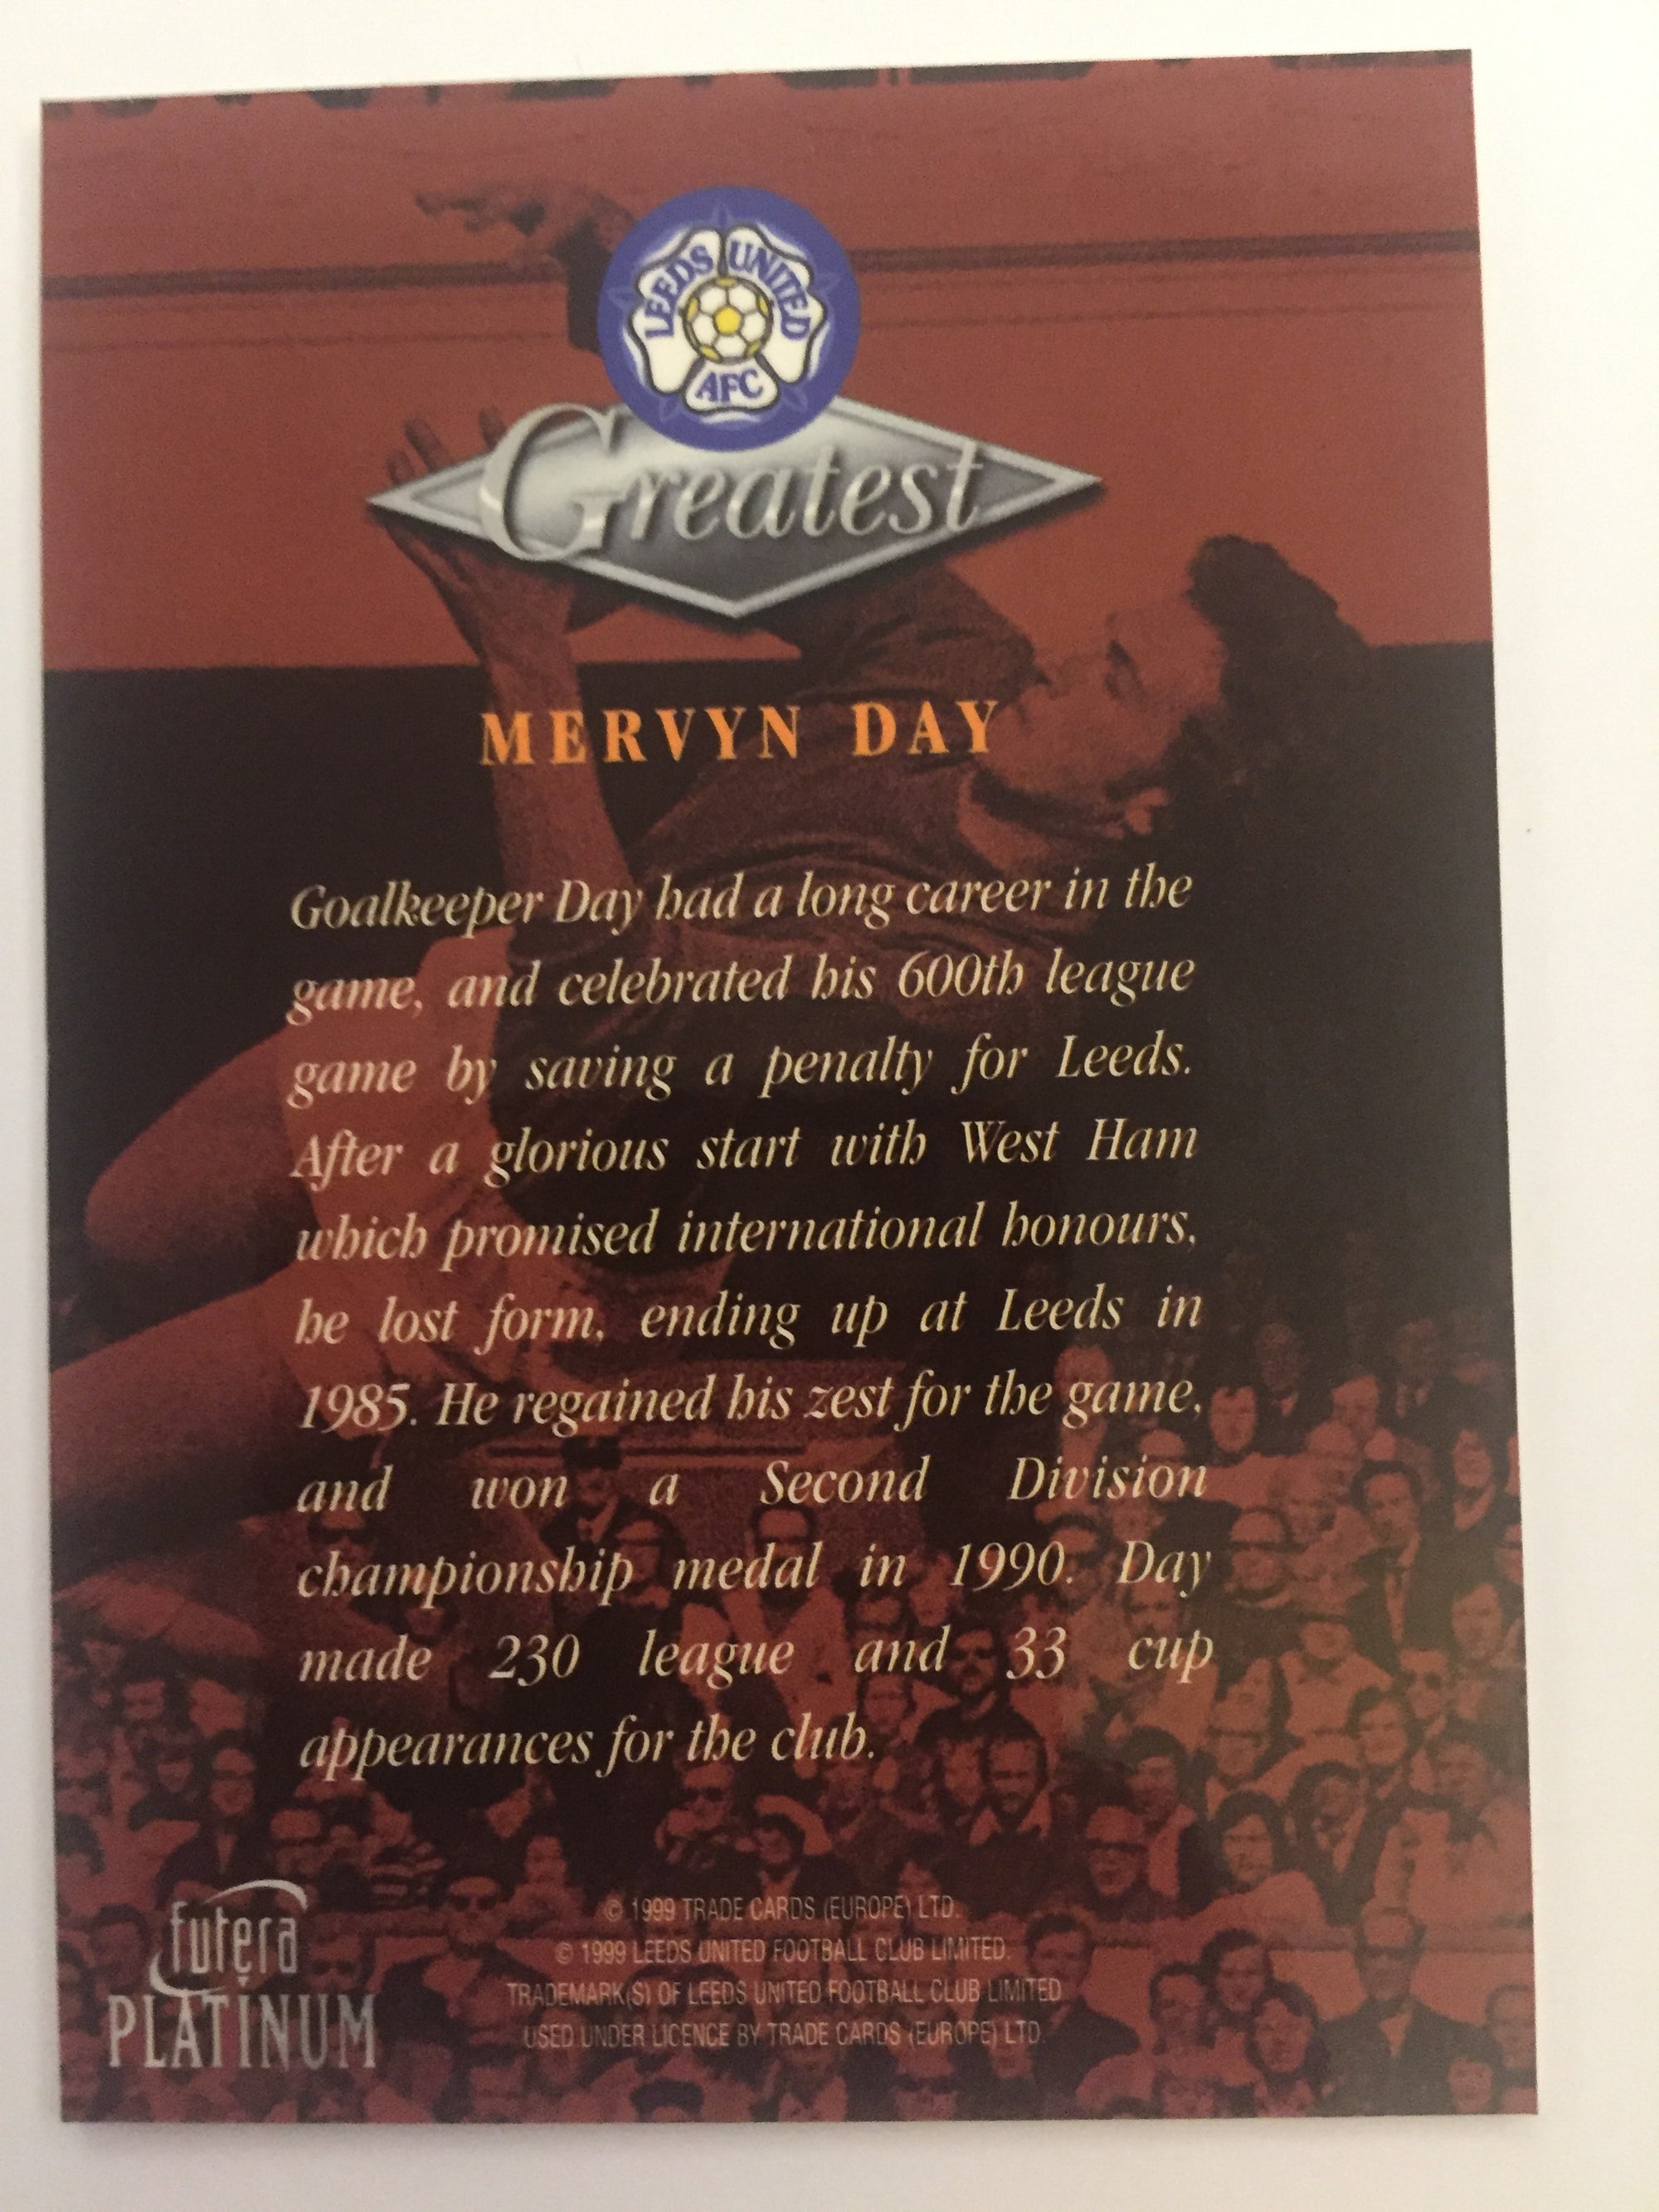 LEEDS UNITED
AFC
Greatest
MERVYN DAY
Goalkeeper Day had a long career in the
game, and celebrated his 600th league
game by saving a penalty for Leeds.
After a glorious start with West Ham
which promised international honours,
he lost form, ending up at Leeds in
1985. He regained his zest for the game,
and won a Second Division
championship medal in 1990. Day
made 230 league and 33 cup
appearances for the club.
futera
PLATINUM
© 1999 TRADE CARDS (EUROPE) LTD.
© 1999 LEEDS UNITED FOOTBALL CLUB LIMITED.
TRADEMARK(S) OF LEEDS UNITED FOOTBALL CLUB LIMITED
USED UNDER LICENCE BY TRADE CARDS (EUROPE) LTD.